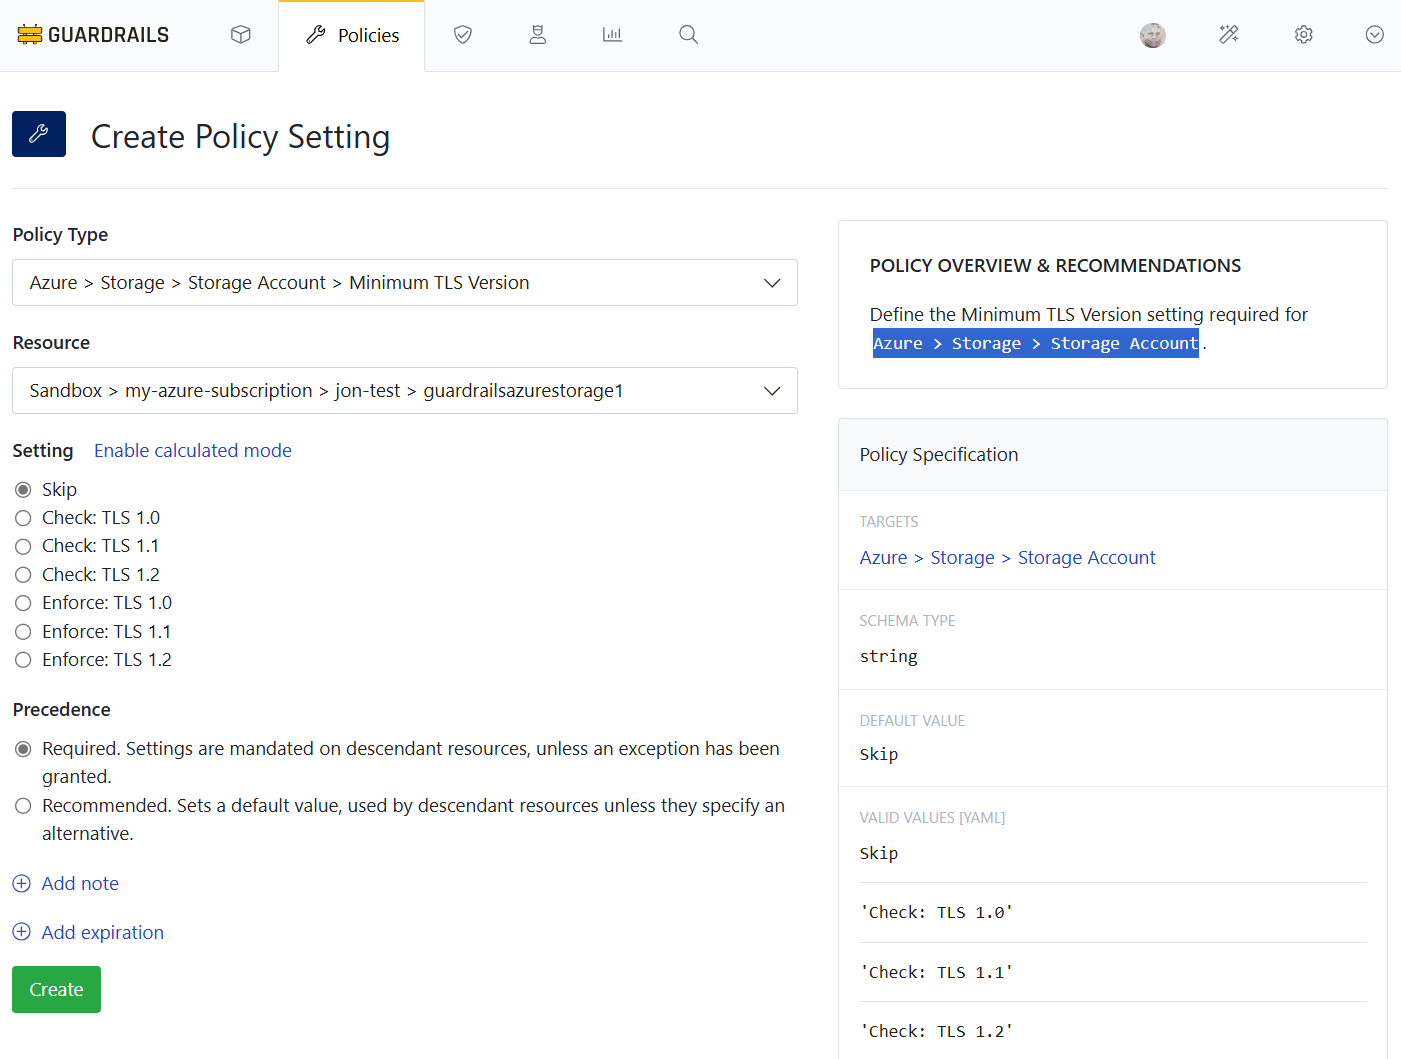 GUARDRAILS
Policies
Create Policy Setting
Policy Type
Azure > Storage > Storage Account > Minimum TLS Version
Resource
Sandbox > my-azure-subscription > jon-test > guardrailsazurestorage1
Setting Enable calculated mode
Skip
Check: TLS 1.0
Check: TLS 1.1
Check: TLS 1.2
Enforce: TLS 1.0
Enforce: TLS 1.1
Enforce: TLS 1.2
Precedence
Required. Settings are mandated on descendant resources, unless an exception has been
granted.
Recommended. Sets a default value, used by descendant resources unless they specify an
alternative.
Add note
Add expiration
Create
POLICY OVERVIEW & RECOMMENDATIONS
Define the Minimum TLS Version setting required for
Azure > Storage > Storage Account.
Policy Specification
TARGETS
Azure > Storage > Storage Account
SCHEMA TYPE
string
DEFAULT VALUE
Skip
VALID VALUES [YAML]
Skip
'Check: TLS 1.0'
'Check: TLS 1.1'
'Check: TLS 1.2'